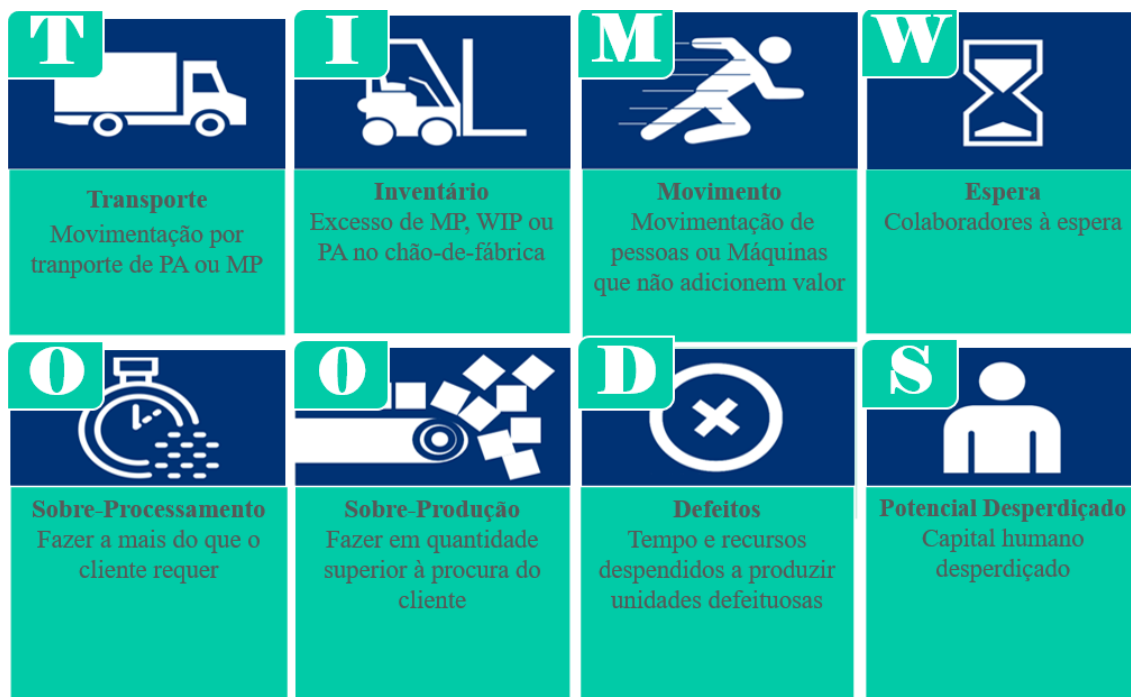 T
Transporte
Movimentação por
tranporte de PA ou MP
I
Inventário
Excesso de MP, WIP ou
PA no chão-de-fábrica
M
Movimento
Movimentação de
pessoas ou Máquinas
que não adicionem valor
W
Espera
Colaboradores à espera
O
Sobre-Processamento
Fazer a mais do que o
cliente requer
O
Sobre-Produção
Fazer em quantidade
superior à procura do
cliente
D
Defeitos
Tempo e recursos
despendidos a produzir
unidades defeituosas
S
Potencial Desperdiçado
Capital humano
desperdiçado